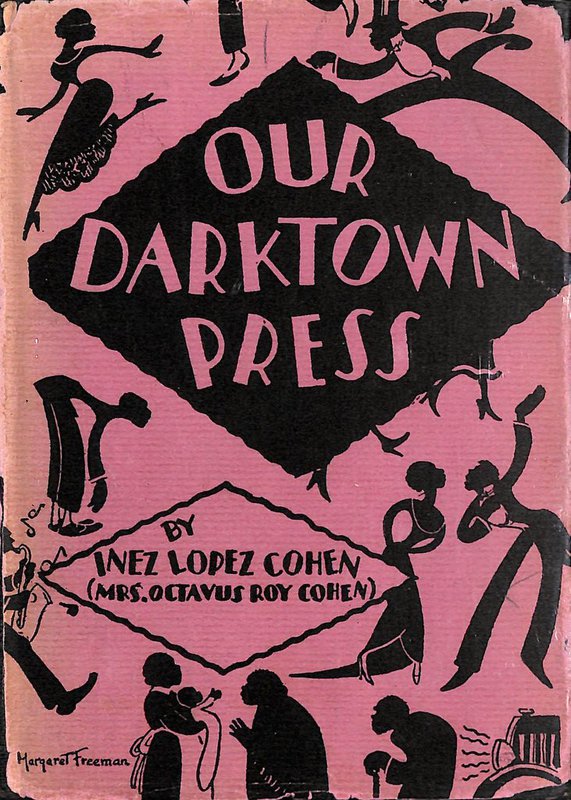 OUR
DARKTOWN
PRESS
BY
INEZ LOPEZ COHEN
(MRS. OCTAVUS ROY COHEN)
Margaret Freeman